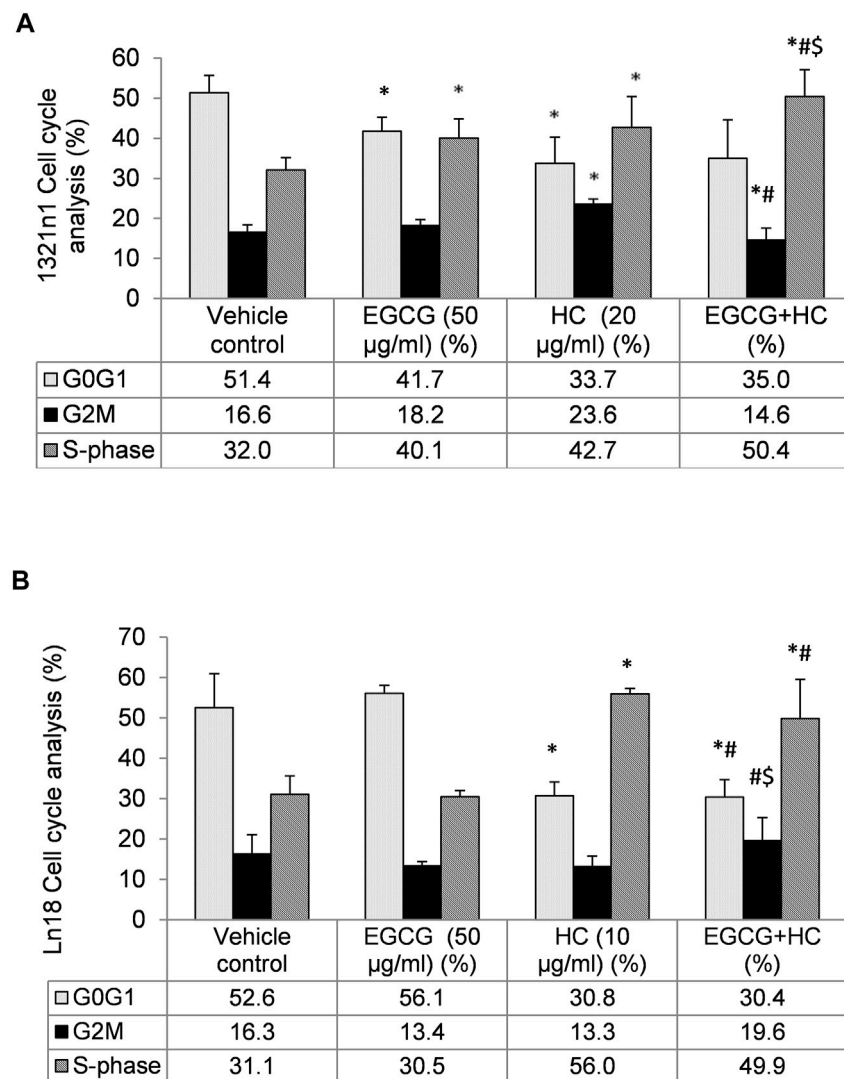 A
1321n1 Cell cycle
analysis (%)
60
50
40
30
20
10
0
*
*
*
*
*
*#
*#$
Vehicle
control
EGCG (50
µg/ml) (%)
HC (20
µg/ml) (%)
EGCG+HC
(%)
G0G1 51.4 41.7 33.7 35.0
G2M 16.6 18.2 23.6 14.6
S-phase 32.0 40.1 42.7 50.4
B
Ln18 Cell cycle analysis (%)
70
60
50
40
30
20
10
0
*
*
*#
#$
*#
Vehicle
control
EGCG (50
µg/ml) (%)
HC (10
µg/ml) (%)
EGCG+HC
(%)
G0G1 52.6 56.1 30.8 30.4
G2M 16.3 13.4 13.3 19.6
S-phase 31.1 30.5 56.0 49.9